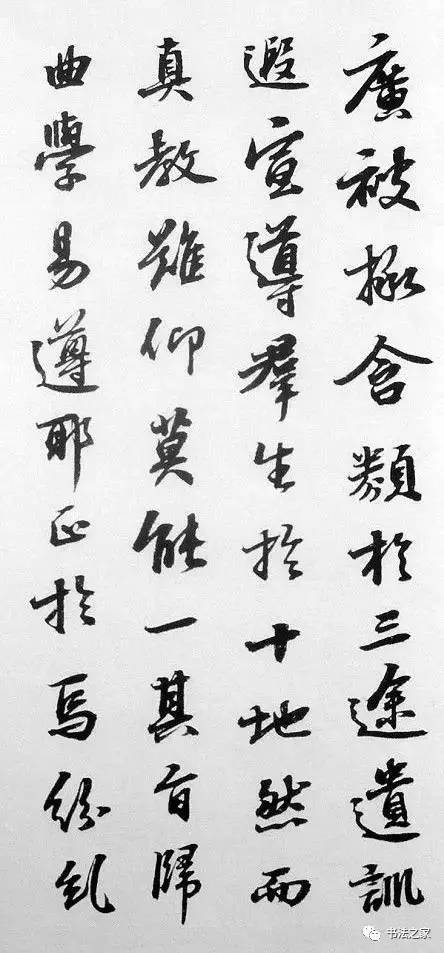 廣被拯含類於三途遺訓
遐宣導羣生於十地然而
真教難仰莫能一其旨歸
曲學易遵耶正於焉紛糺
书法之家